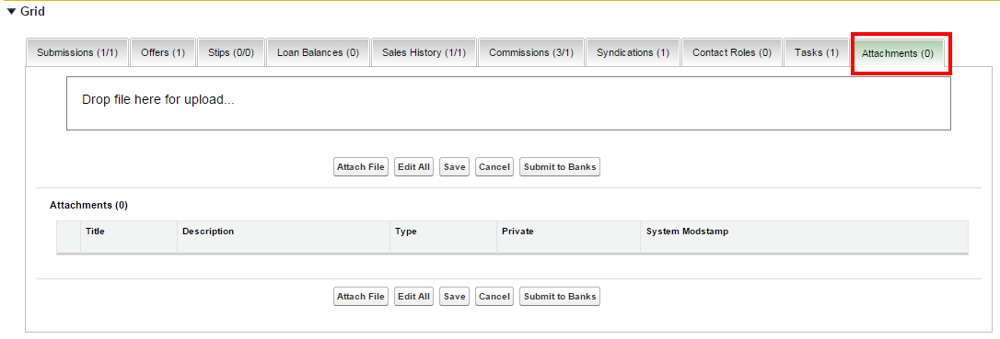 Grid
Submissions (1/1) Offers (1) Stips (0/0) Loan Balances (0) Sales History (1/1) Commissions (3/1) Syndications (1) Contact Roles (0) Tasks (1) Attachments (0)
Drop file here for upload...
Attach File Edit All Save Cancel Submit to Banks
Attachments (0)
Title Description Type Private System Modstamp
Attach File Edit All Save Cancel Submit to Banks